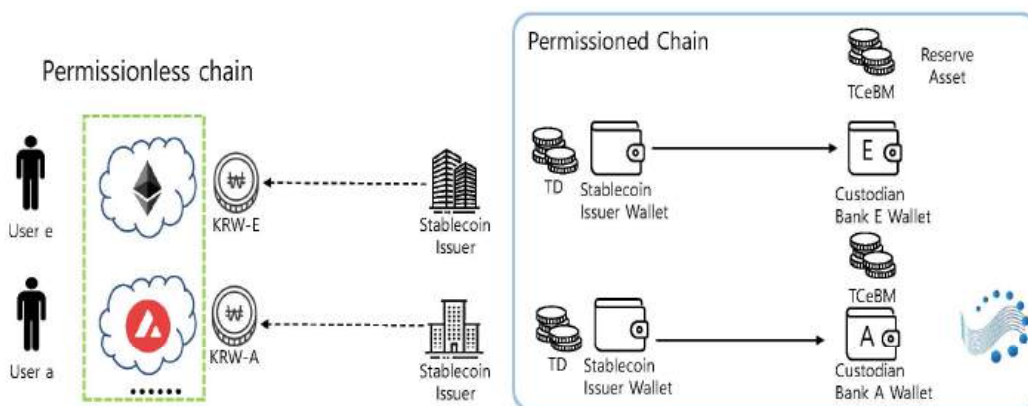 Permissionless chain
User e
KRW-E
Stablecoin
Issuer
User a
KRW-A
Stablecoin
Issuer
......
Permissioned Chain
Reserve
Asset
TCeBM
TD
Stablecoin
Issuer Wallet
E
Custodian
Bank E Wallet
TCeBM
TD
Stablecoin
Issuer Wallet
A
Custodian
Bank A Wallet